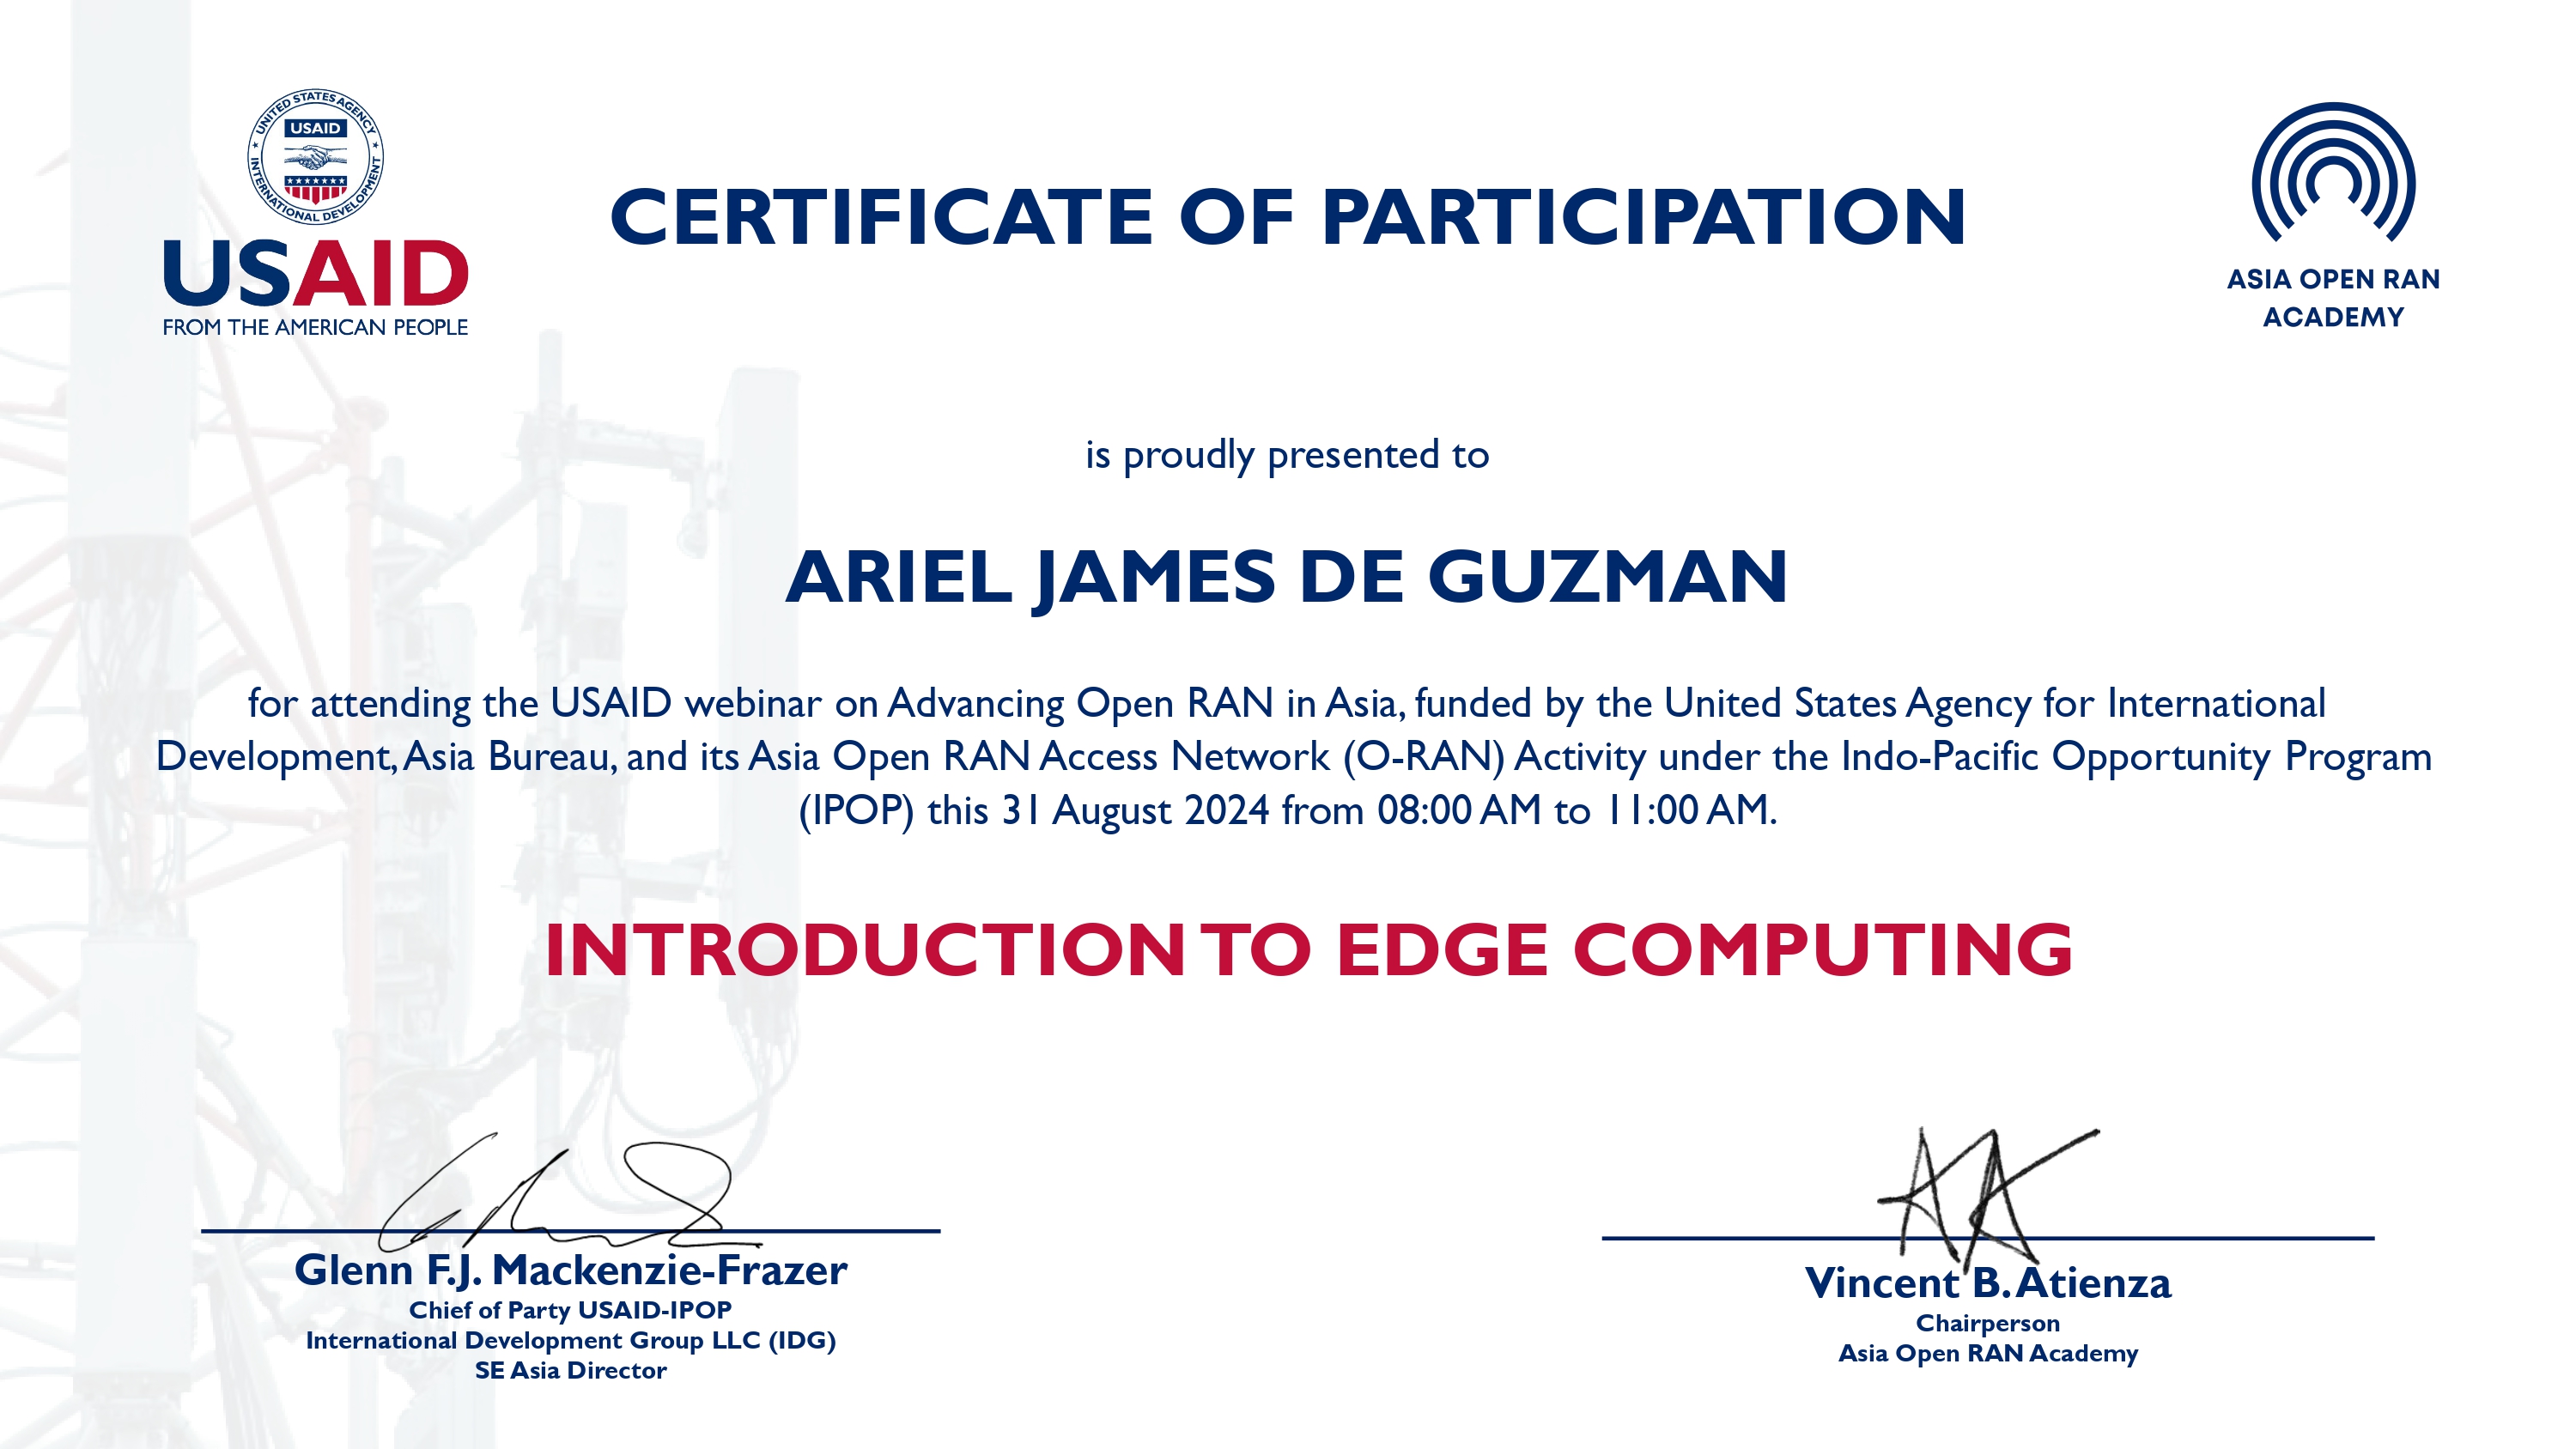 UNITED STATES AGENCY
USAID
INTERNATIONAL DEVELOPMENT
USAID
FROM THE AMERICAN PEOPLE
CERTIFICATE OF PARTICIPATION
ASIA OPEN RAN
ACADEMY
is proudly presented to
ARIEL JAMES DE GUZMAN
for attending the USAID webinar on Advancing Open RAN in Asia, funded by the United States Agency for International
Development, Asia Bureau, and its Asia Open RAN Access Network (O-RAN) Activity under the Indo-Pacific Opportunity Program
(IPOP) this 31 August 2024 from 08:00 AM to 11:00 AM.
INTRODUCTION TO EDGE COMPUTING
Glenn F.J. Mackenzie-Frazer
Chief of Party USAID-IPOP
International Development Group LLC (IDG)
SE Asia Director
Vincent B. Atienza
Chairperson
Asia Open RAN Academy